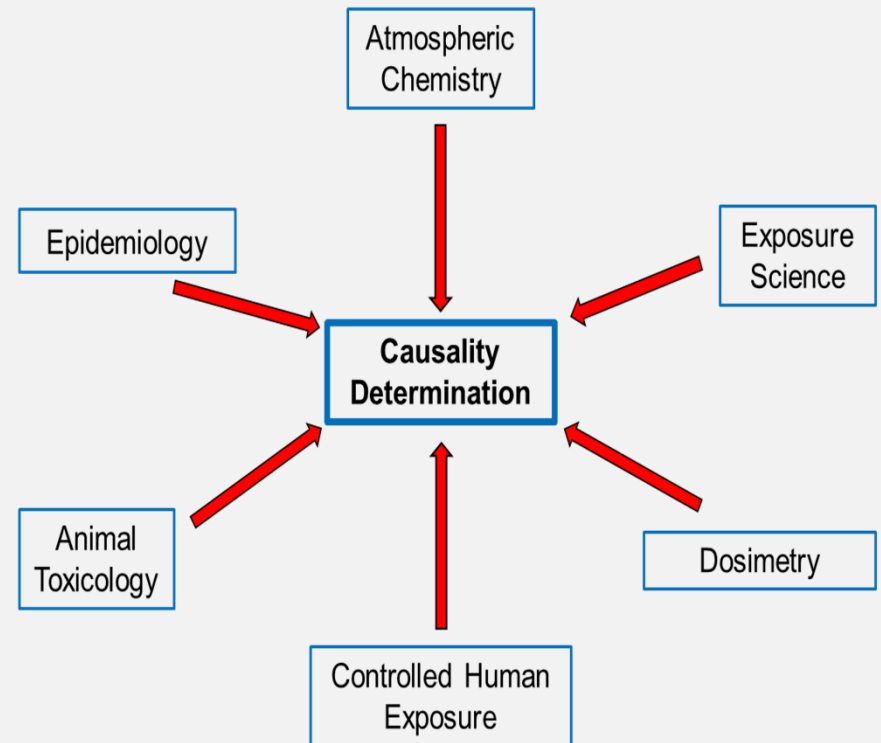 Atmospheric
Chemistry
Epidemiology
Exposure
Science
Causality
Determination
Animal
Toxicology
Dosimetry
Controlled Human
Exposure